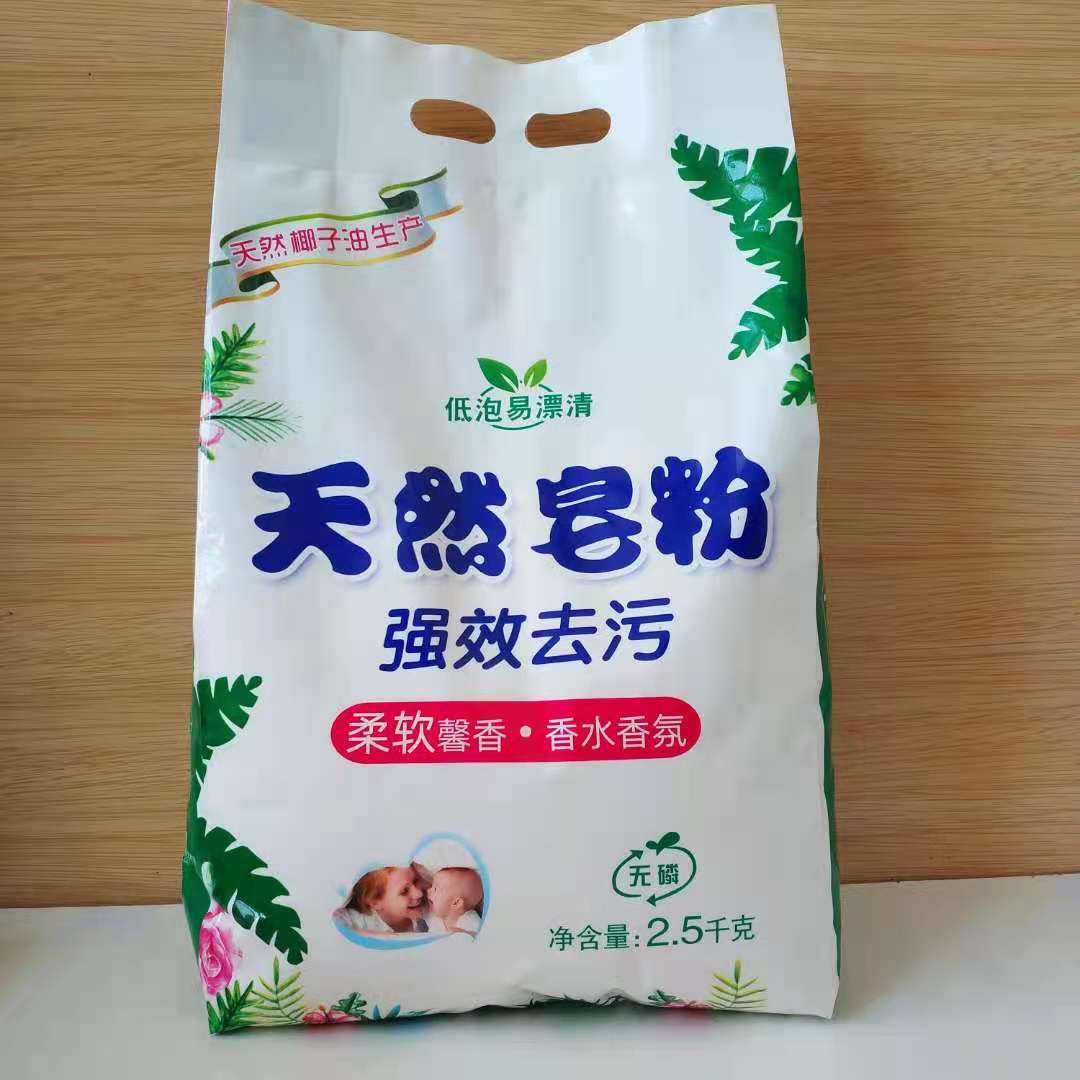 天然椰子油生产
低泡易漂清
天然皂粉
强效去污
柔软馨香·香水香氛
无磷
净含量:2.5千克